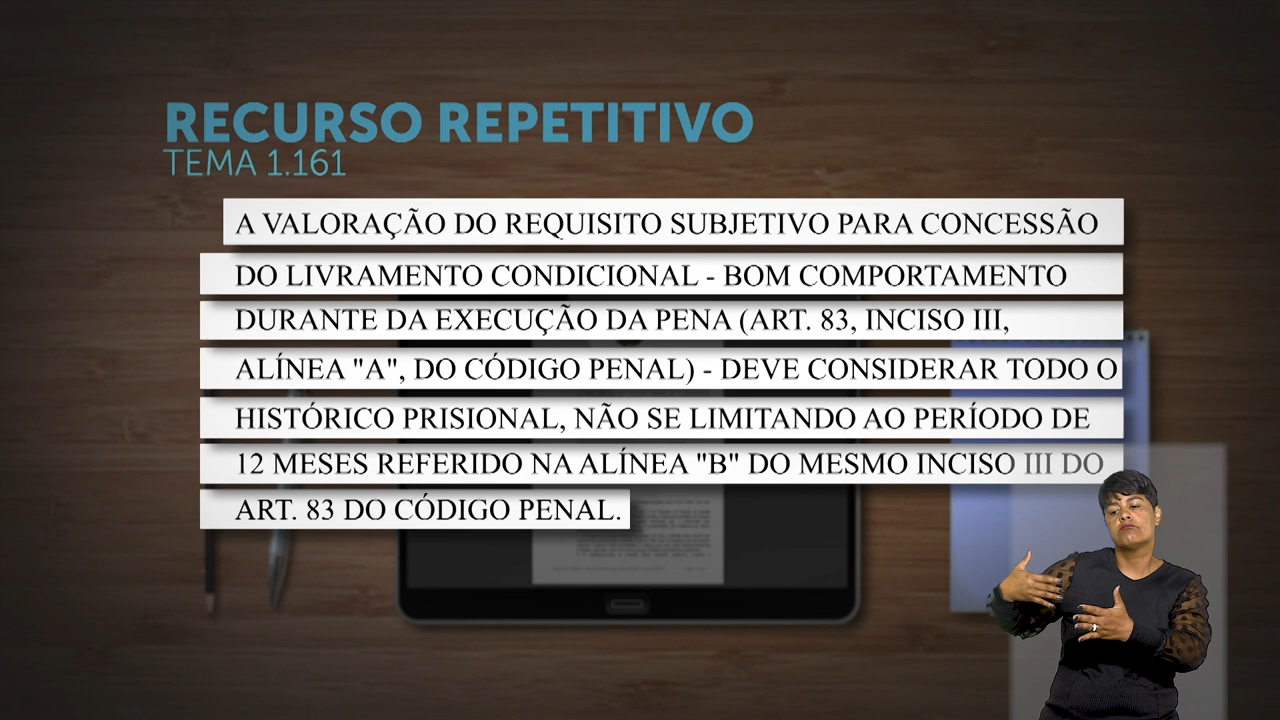 RECURSO REPETITIVO
TEMA 1.161
A VALORAÇÃO DO REQUISITO SUBJETIVO PARA CONCESSÃO
DO LIVRAMENTO CONDICIONAL - BOM COMPORTAMENTO
DURANTE DA EXECUÇÃO DA PENA (ART. 83, INCISO III,
ALÍNEA "A", DO CÓDIGO PENAL) - DEVE CONSIDERAR TODO O
HISTÓRICO PRISIONAL, NÃO SE LIMITANDO AO PERÍODO DE
12 MESES REFERIDO NA ALÍNEA "B" DO MESMO INCISO III DO
ART. 83 DO CÓDIGO PENAL.